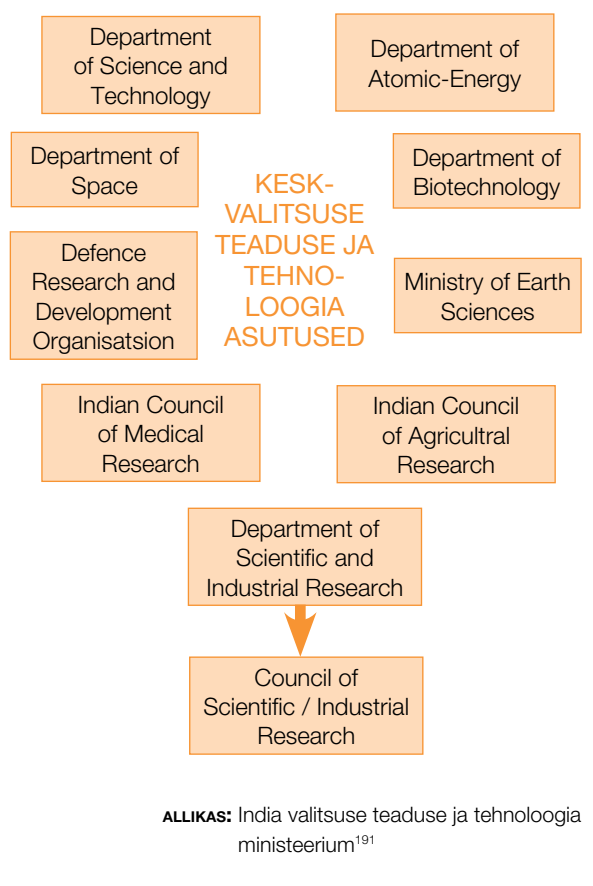 Department
of Science and
Technology
Department of
Atomic-Energy
Department of
Space
Department of
Biotechnology
KESK-
VALITSUSE
TEADUSE JA
TEHNO-
LOOGIA
ASUTUSED
Defence
Research and
Development
Organisatsion
Ministry of Earth
Sciences
Indian Council
of Medical
Research
Indian Council
of Agricultral
Research
Department of
Scientific and
Industrial Research
Council of
Scientific / Industrial
Research
ALLIKAS: India valitsuse teaduse ja tehnoloogia
ministeerium191